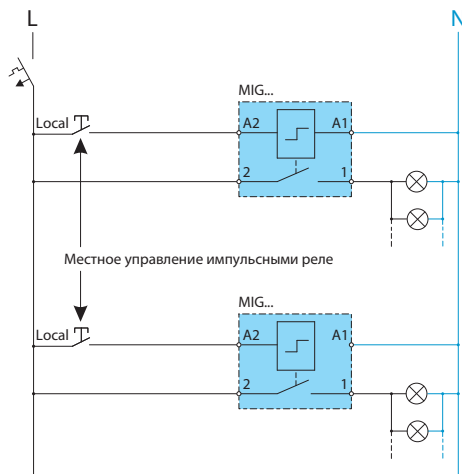 L N
MIG...
Local A2 A1
2 1
Местное управление импульсными реле
MIG...
Local A2 A1
2 1